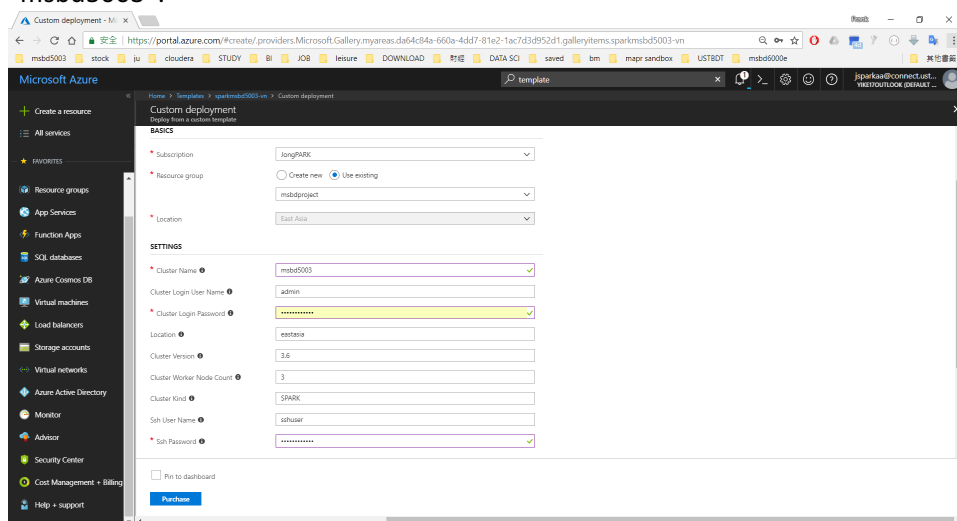 msbd5003 .
Custom deployment - Mi
安全 | https://portal.azure.com/#create/.providers.Microsoft.Gallery.myareas.da64c84a-660a-4dd7-81e2-1ac7d3d952d1.galleryitems.sparkmsbd5003-vn
msbd5003 stock ju cloudera STUDY BI JOB leisure DOWNLOAD 財經 DATA SCI saved bm mapr sandbox USTBDT msbd6000e
Microsoft Azure
template
jsparkaa@connect.ust...
YIKE17OUTLOOK (DEFAULT ...
Home > Templates > sparkmsbd5003-vn > Custom deployment
Custom deployment
Deploy from a custom template
Create a resource
All services
FAVORITES
Resource groups
App Services
Function Apps
SQL databases
Azure Cosmos DB
Virtual machines
Load balancers
Storage accounts
Virtual networks
Azure Active Directory
Monitor
Advisor
Security Center
Cost Management + Billing
Help + support
BASICS
* Subscription JongPARK
* Resource group Create new Use existing
msbdproject
* Location East Asia
SETTINGS
* Cluster Name msbd5003
Cluster Login User Name admin
* Cluster Login Password ••••••••••••
Location eastasia
Cluster Version 3.6
Cluster Worker Node Count 3
Cluster Kind SPARK
Ssh User Name sshuser
* Ssh Password ••••••••••••
Pin to dashboard
Purchase